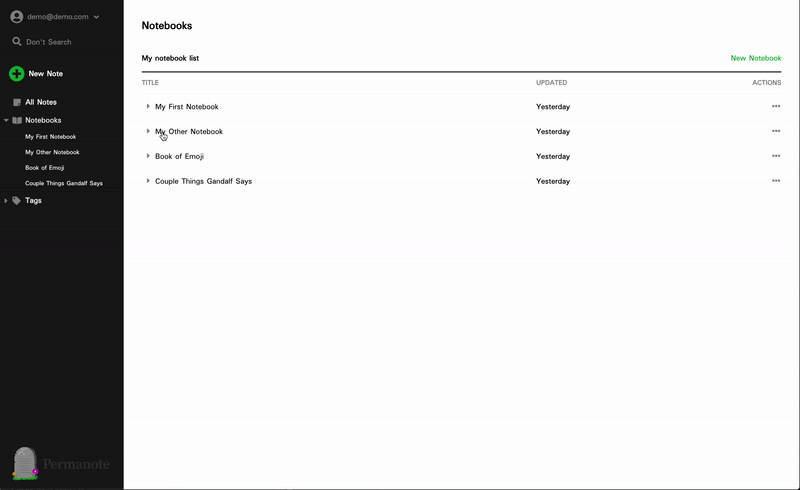 demo@demo.com
Don't Search
New Note
All Notes
Notebooks
My First Notebook
My Other Notebook
Book of Emoji
Couple Things Gandalf Says
Tags
Permanote
Notebooks
My notebook list
New Notebook
TITLE UPDATED ACTIONS
My First Notebook Yesterday
My Other Notebook Yesterday
Book of Emoji Yesterday
Couple Things Gandalf Says Yesterday